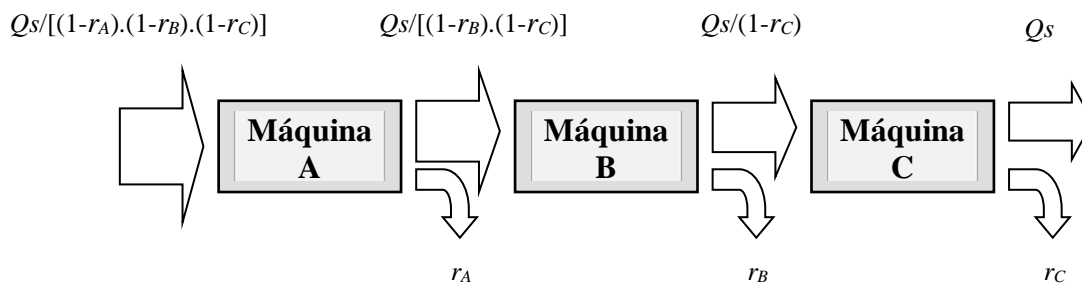 Qs/[(1-rA).(1-rB).(1-rC)] Qs/[(1-rB).(1-rC)] Qs/(1-rC) Qs
Máquina
A
Máquina
B
Máquina
C
rA rB rC